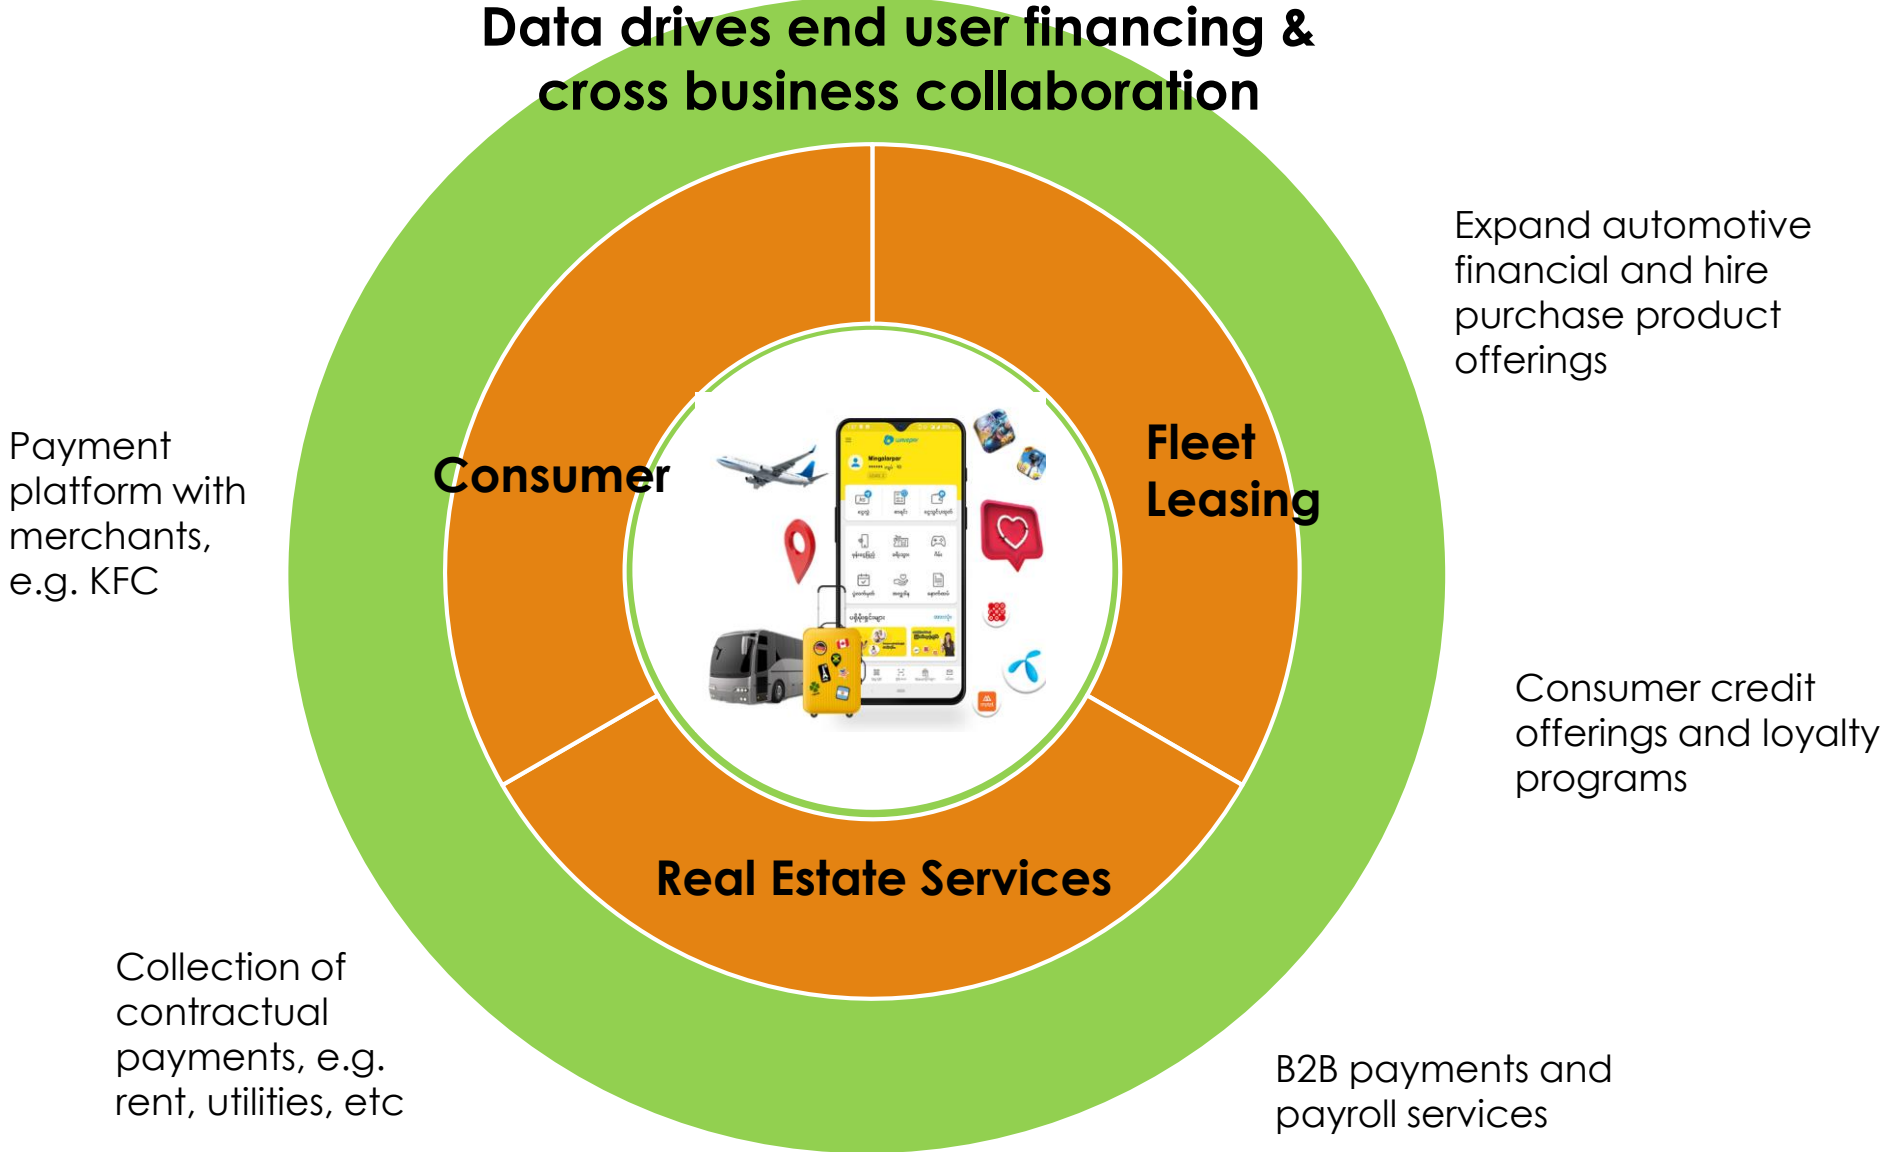 Data drives end user financing &
cross business collaboration
Expand automotive
financial and hire
purchase product
offerings
Payment
platform with
merchants,
e.g. KFC
Consumer
Fleet
Leasing
wavepay
Mingalarpar
Real Estate Services
Consumer credit
offerings and loyalty
programs
Collection of
contractual
payments, e.g.
rent, utilities, etc
B2B payments and
payroll services